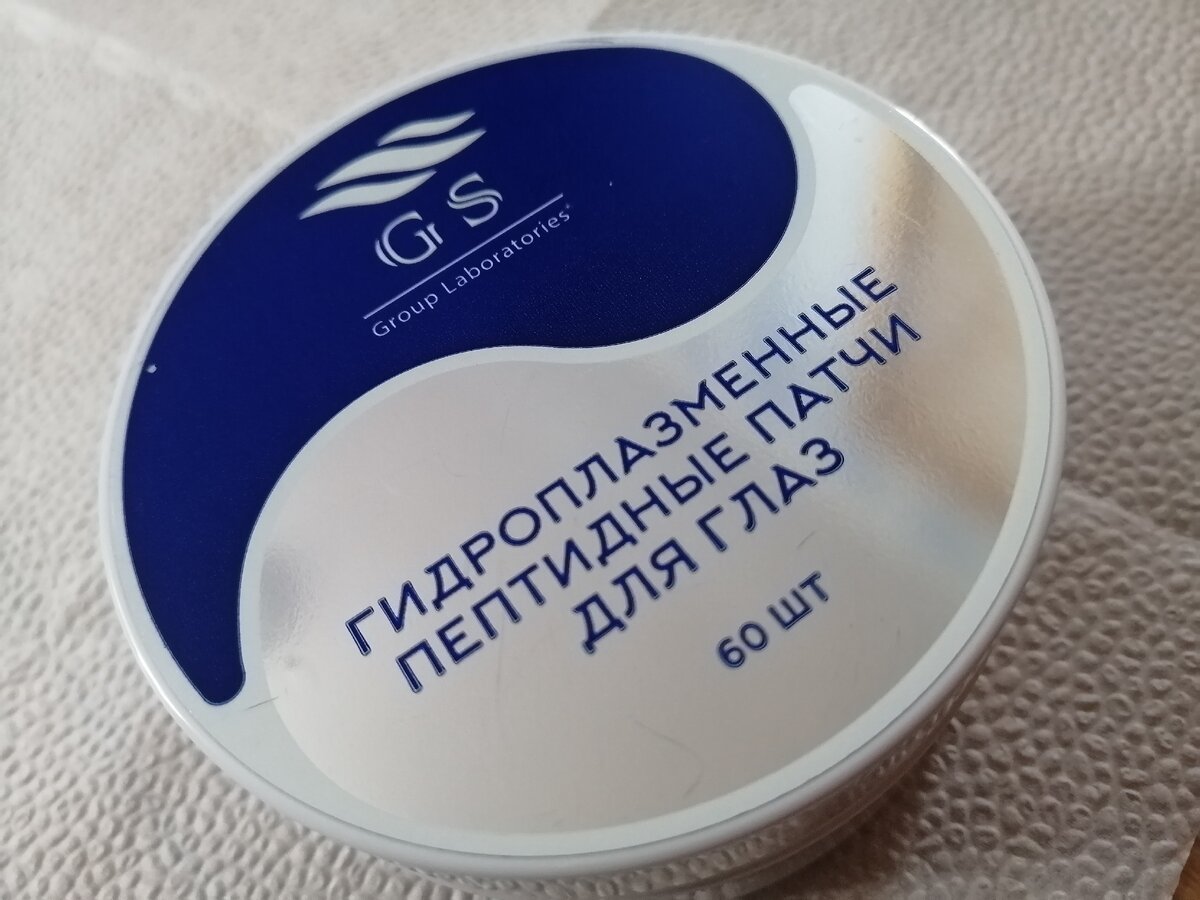 GS
Group Laboratories®
ГИДРОПЛАЗМЕННЫЕ
ПЕПТИДНЫЕ ПАТЧИ
ДЛЯ ГЛАЗ
60 ШТ